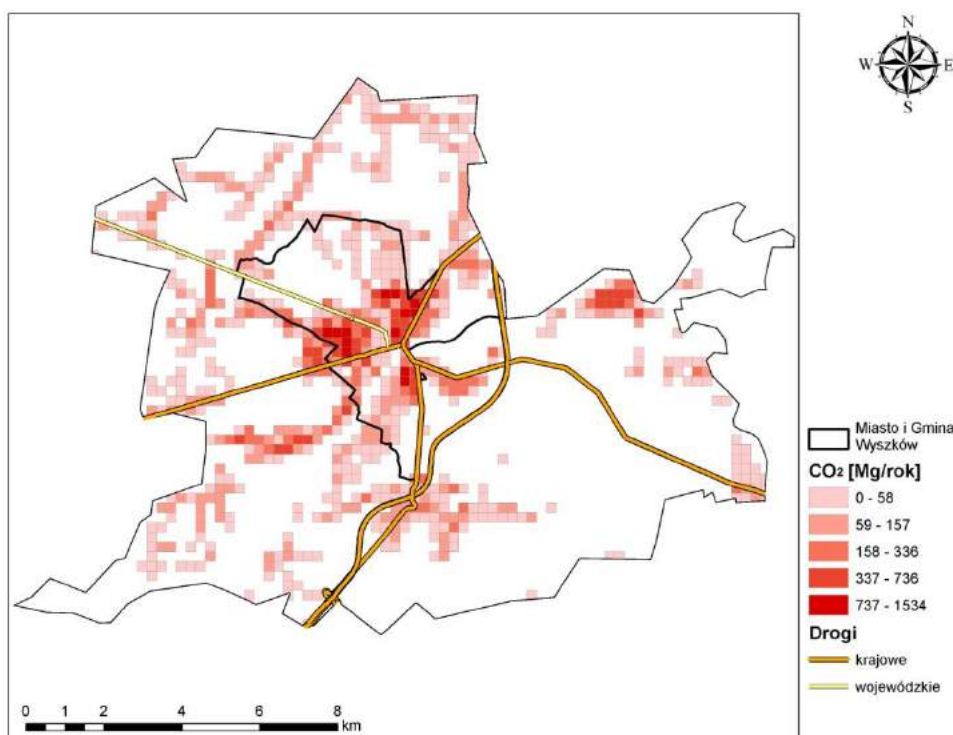 N
W E
S
Miasto i Gmina
Wyszków
CO₂ [Mg/rok]
0 - 58
59 - 157
158 - 336
337 - 736
737 - 1534
Drogi
krajowe
wojewódzkie
0 1 2 4 6 8
km